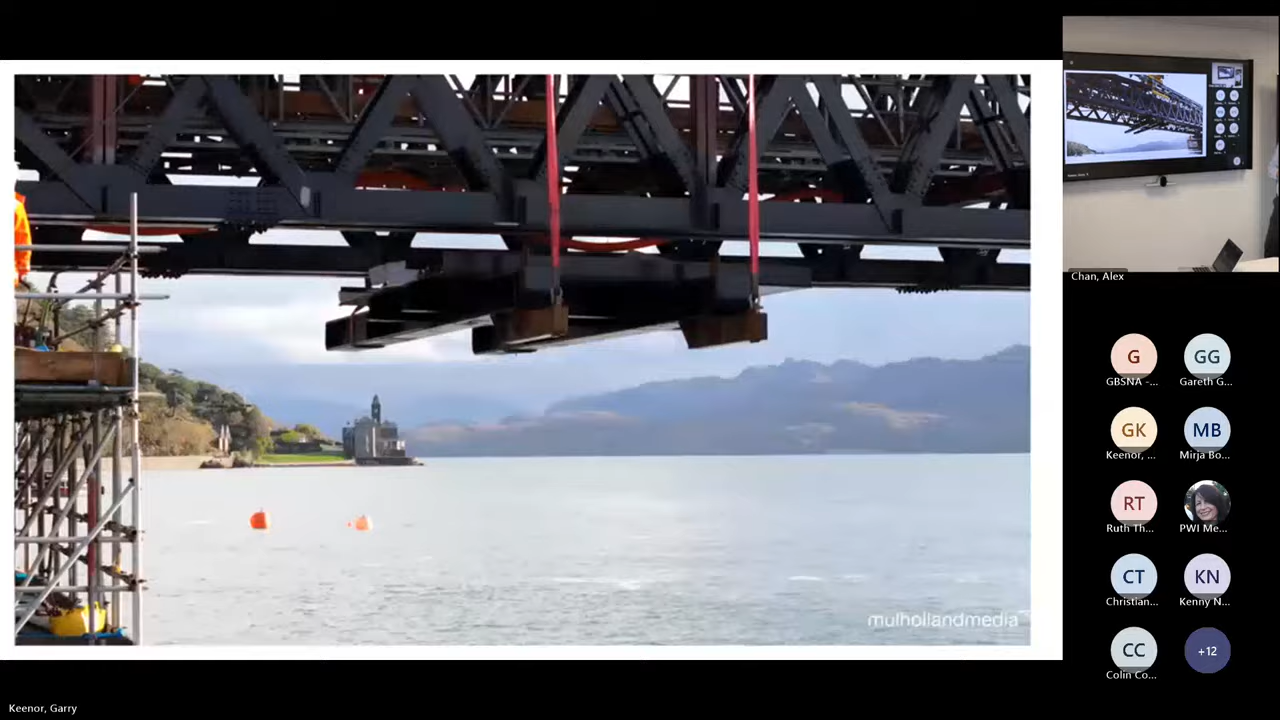 mulhollandmedia
Chan, Alex
G
GG
GBSNA -...
Gareth G...
GK
MB
Keenor, ...
Mirja Bo...
RT
Ruth Th...
PWI Me...
CT
KN
Christian...
Kenny N...
CC
+12
Colin Co...
Keenor, Garry